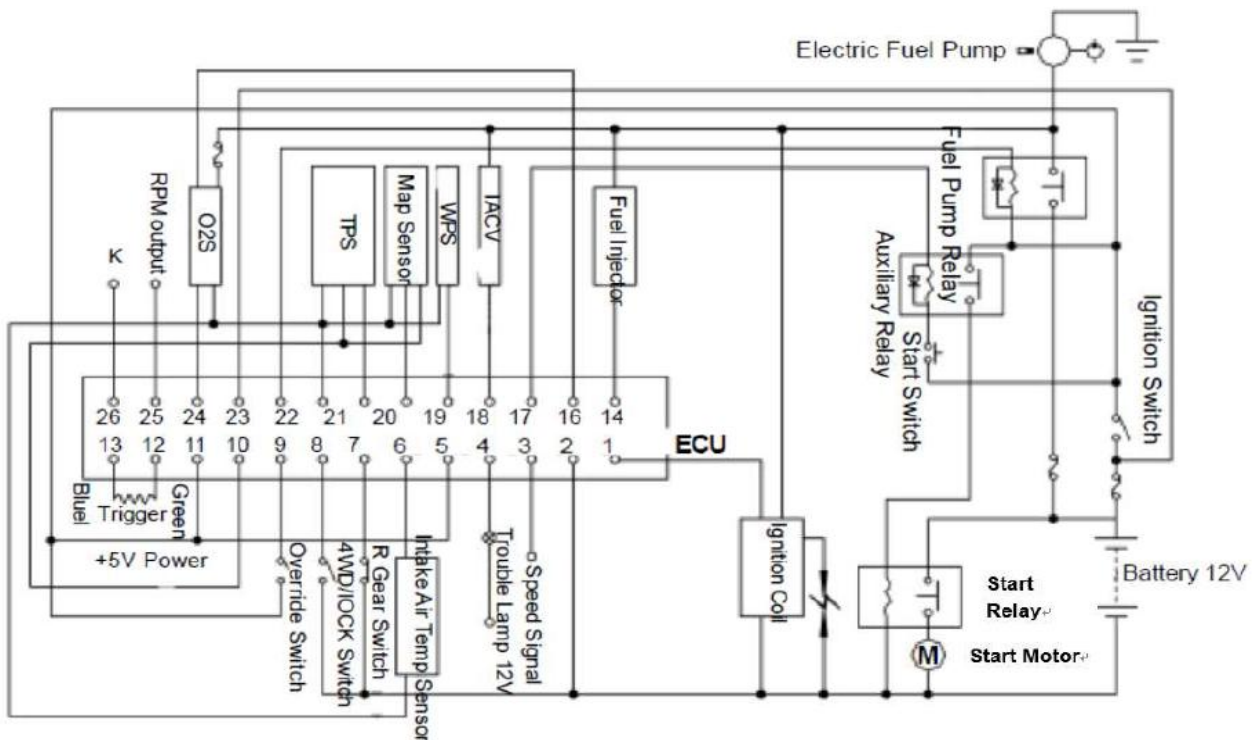 Electric Fuel Pump
Fuel Pump Relay
Auxiliary Relay
Start Switch
Ignition Switch
K
RPM output
O2S
TPS
Map Sensor
WPS
IACV
Fuel Injector
26 25 24 23 22 21 20 19 18 17 16 14
13 12 11 10 9 8 7 6 5 4 3 2 1
ECU
Bluel
Trigger
Green
+5V Power
Override Switch
4WD/lOCK Switch
R Gear Switch
Intake Air Temp Sensor
Trouble Lamp 12V
Speed Signal
Ignition Coil
Start
Relay
M
Start Motor
Battery 12V